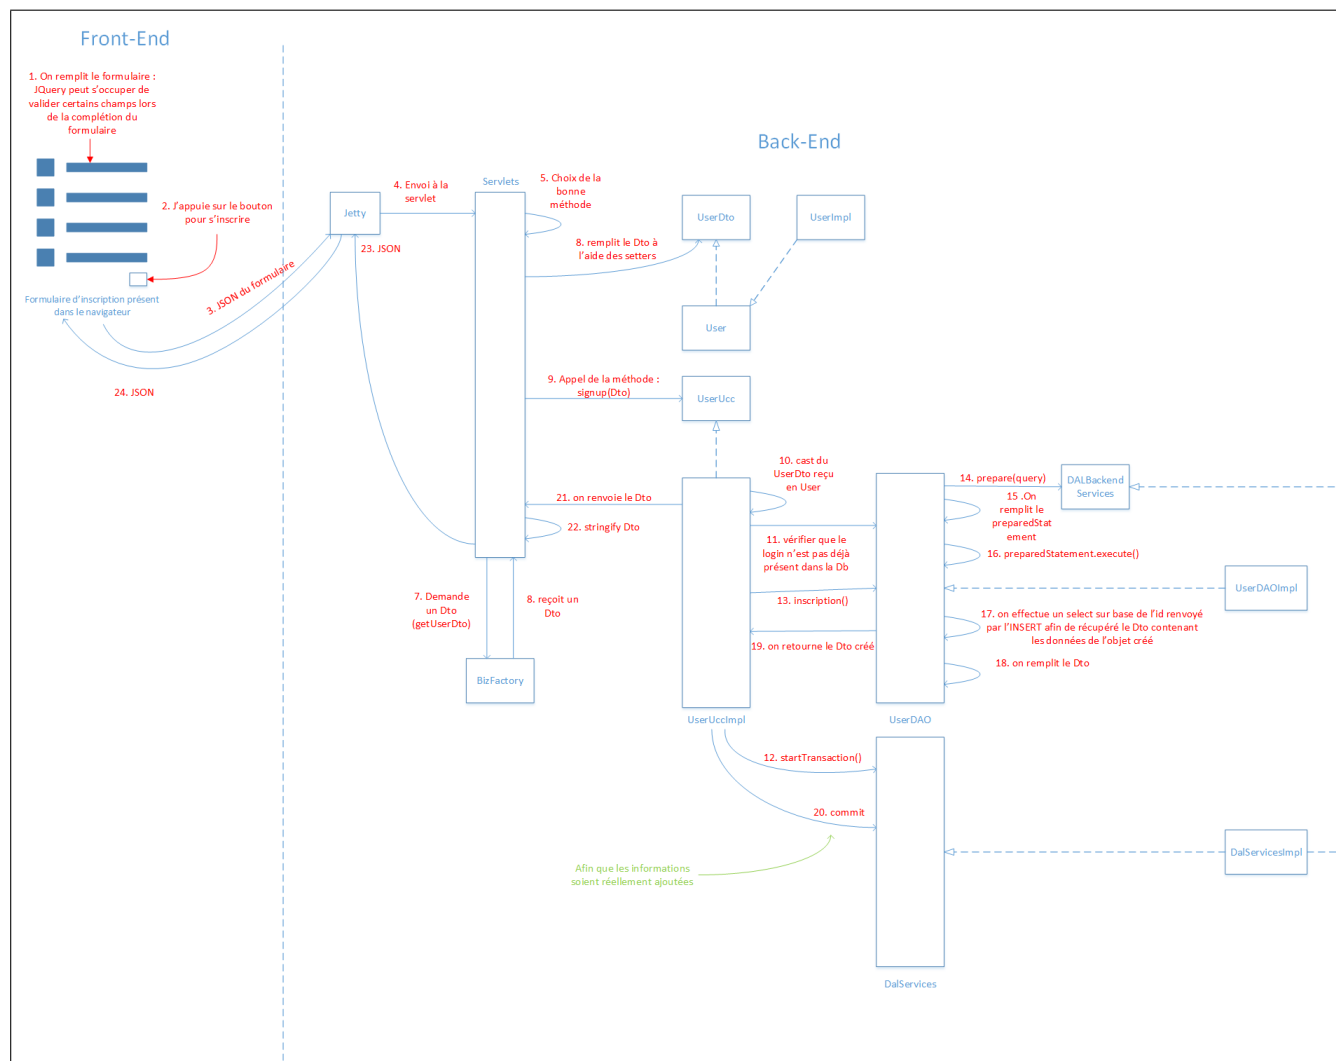 Front-End
1. On remplit le formulaire :
JQuery peut s’occuper de
valider certains champs lors
de la complétion du
formulaire
2. J’appuie sur le bouton
pour s’inscrire
Formulaire d’inscription présent
dans le navigateur
3. JSON du formulaire
24. JSON
Back-End
Jetty
4. Envoi à la
servlet
23. JSON
Servlets
5. Choix de la
bonne
méthode
8. remplit le Dto à
l’aide des setters
UserDto
UserImpl
User
9. Appel de la méthode :
signup(Dto)
UserUcc
10. cast du
UserDto reçu
en User
21. on renvoie le Dto
22. stringify Dto
11. vérifier que le
login n’est pas déjà
présent dans la Db
14. prepare(query)
DALBackend
Services
15 .On
remplit le
preparedStat
ement
16. preparedStatement.execute()
7. Demande
un Dto
(getUserDto)
8. reçoit un
Dto
13. inscription()
UserDAOImpl
17. on effectue un select sur base de l’id renvoyé
par l’INSERT afin de récupéré le Dto contenant
les données de l’objet créé
19. on retourne le Dto créé
18. on remplit le Dto
BizFactory
UserUccImpl
UserDAO
12. startTransaction()
20. commit
Afin que les informations
soient réellement ajoutées
DalServicesImpl
DalServices